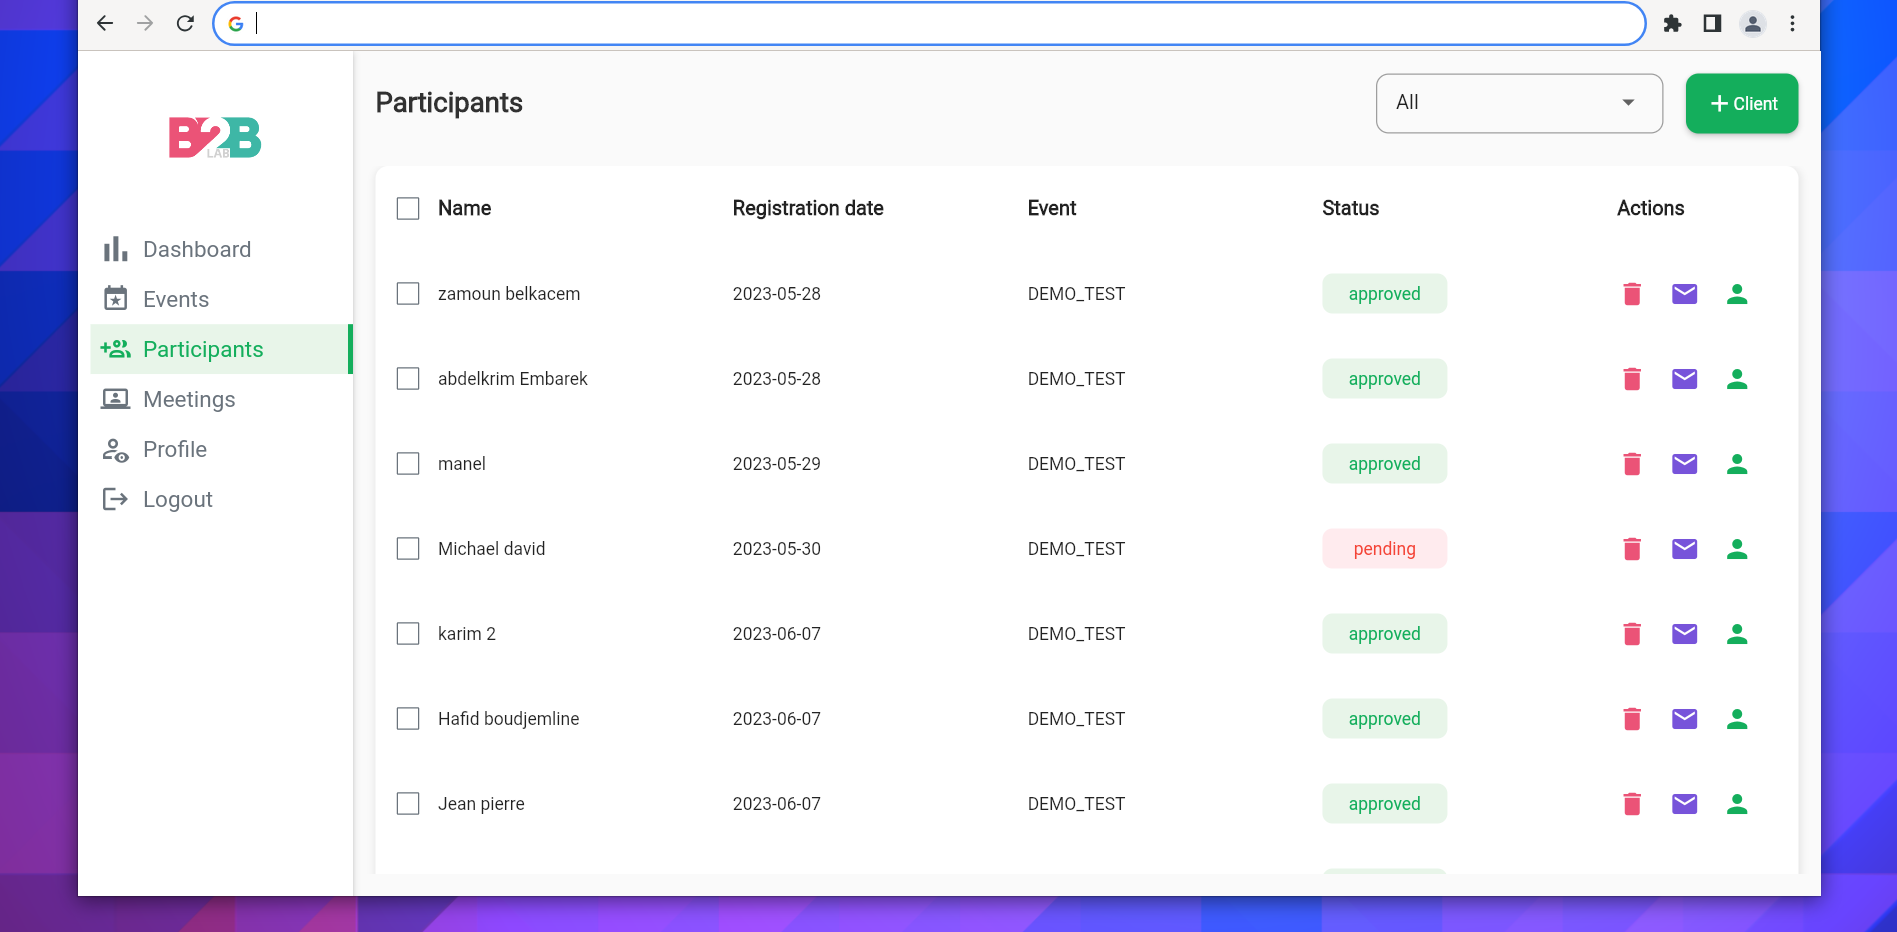 Participants
All
+ Client
B2B
LAB
Dashboard
Events
Participants
Meetings
Profile
Logout
Name Registration date Event Status Actions
zamoun belkacem 2023-05-28 DEMO_TEST approved
abdelkrim Embarek 2023-05-28 DEMO_TEST approved
manel 2023-05-29 DEMO_TEST approved
Michael david 2023-05-30 DEMO_TEST pending
karim 2 2023-06-07 DEMO_TEST approved
Hafid boudjemline 2023-06-07 DEMO_TEST approved
Jean pierre 2023-06-07 DEMO_TEST approved